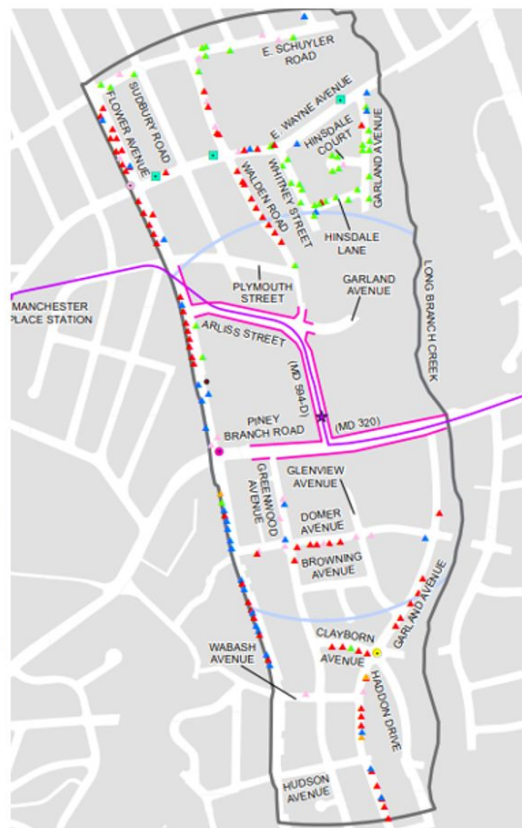 E. SCHUYLER
ROAD
SUDBURY ROAD
FLOWER AVENUE
E. WAYNE AVENUE
HINSDALE
COURT
GARLAND AVENUE
WALDEN ROAD
WHITNEY STREET
HINSDALE
LANE
PLYMOUTH
STREET
GARLAND
AVENUE
LONG BRANCH CREEK
MANCHESTER
PLACE STATION
ARLISS STREET
(MD 594-D)
(MD 320)
PINEY
BRANCH ROAD
GREENWOOD
AVENUE
GLENVIEW
AVENUE
DOMER
AVENUE
BROWNING
AVENUE
GARLAND AVENUE
CLAYBORN
AVENUE
WABASH
AVENUE
HADDON DRIVE
HUDSON
AVENUE